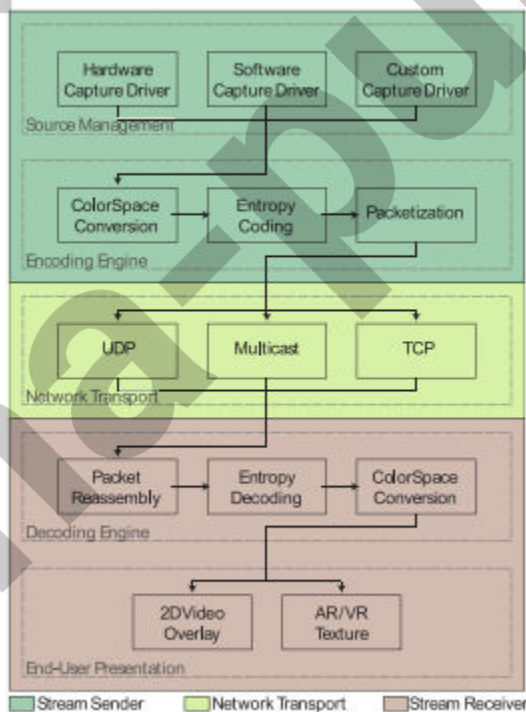 Hardware
Capture Driver
Software
Capture Driver
Custom
Capture Driver
Source Management
ColorSpace
Conversion
Entropy
Coding
Packetization
Encoding Engine
UDP
Multicast
TCP
Network Transport
Packet
Reassembly
Entropy
Decoding
ColorSpace
Conversion
Decoding Engine
2DVideo
Overlay
AR/VR
Texture
End-User Presentation
Stream Sender
Network Transport
Stream Receiver